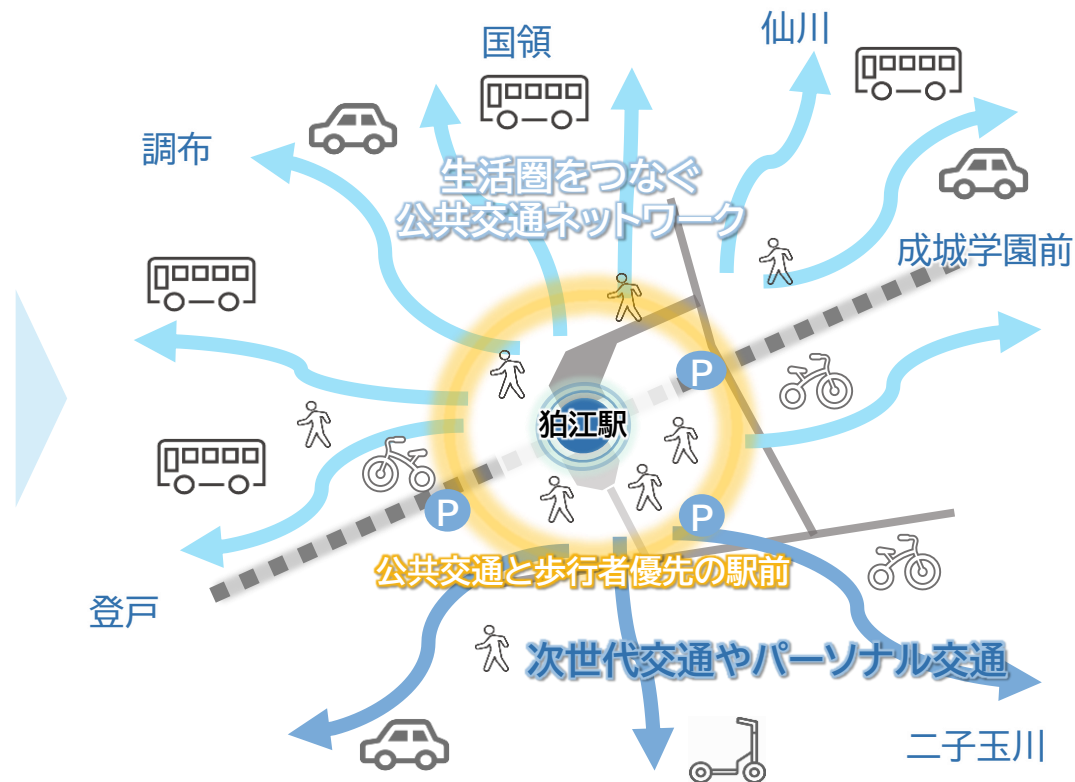 国領
仙川
調布
生活圏をつなぐ
公共交通ネットワーク
成城学園前
P
狛江駅
P
P
公共交通と歩行者優先の駅前
登戸
次世代交通やパーソナル交通
二子玉川